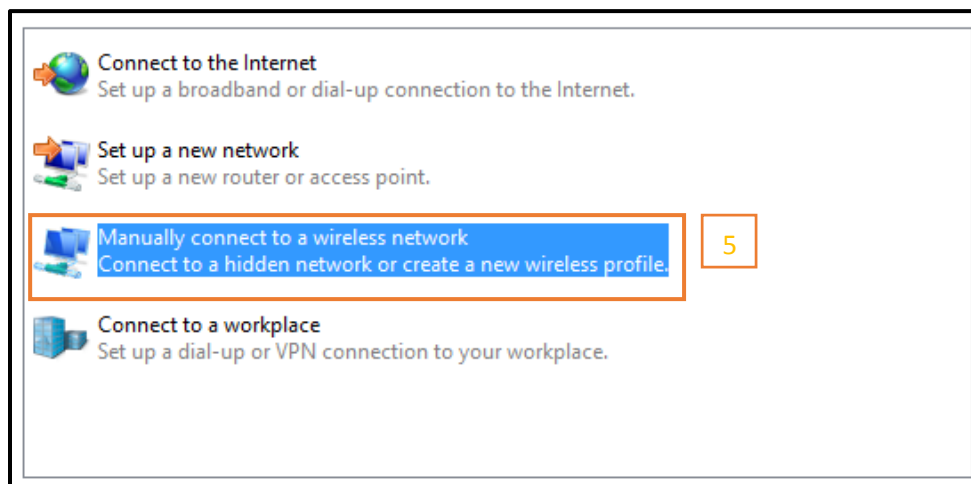 Connect to the Internet
Set up a broadband or dial-up connection to the Internet.
Set up a new network
Set up a new router or access point.
Manually connect to a wireless network
Connect to a hidden network or create a new wireless profile.
5
Connect to a workplace
Set up a dial-up or VPN connection to your workplace.